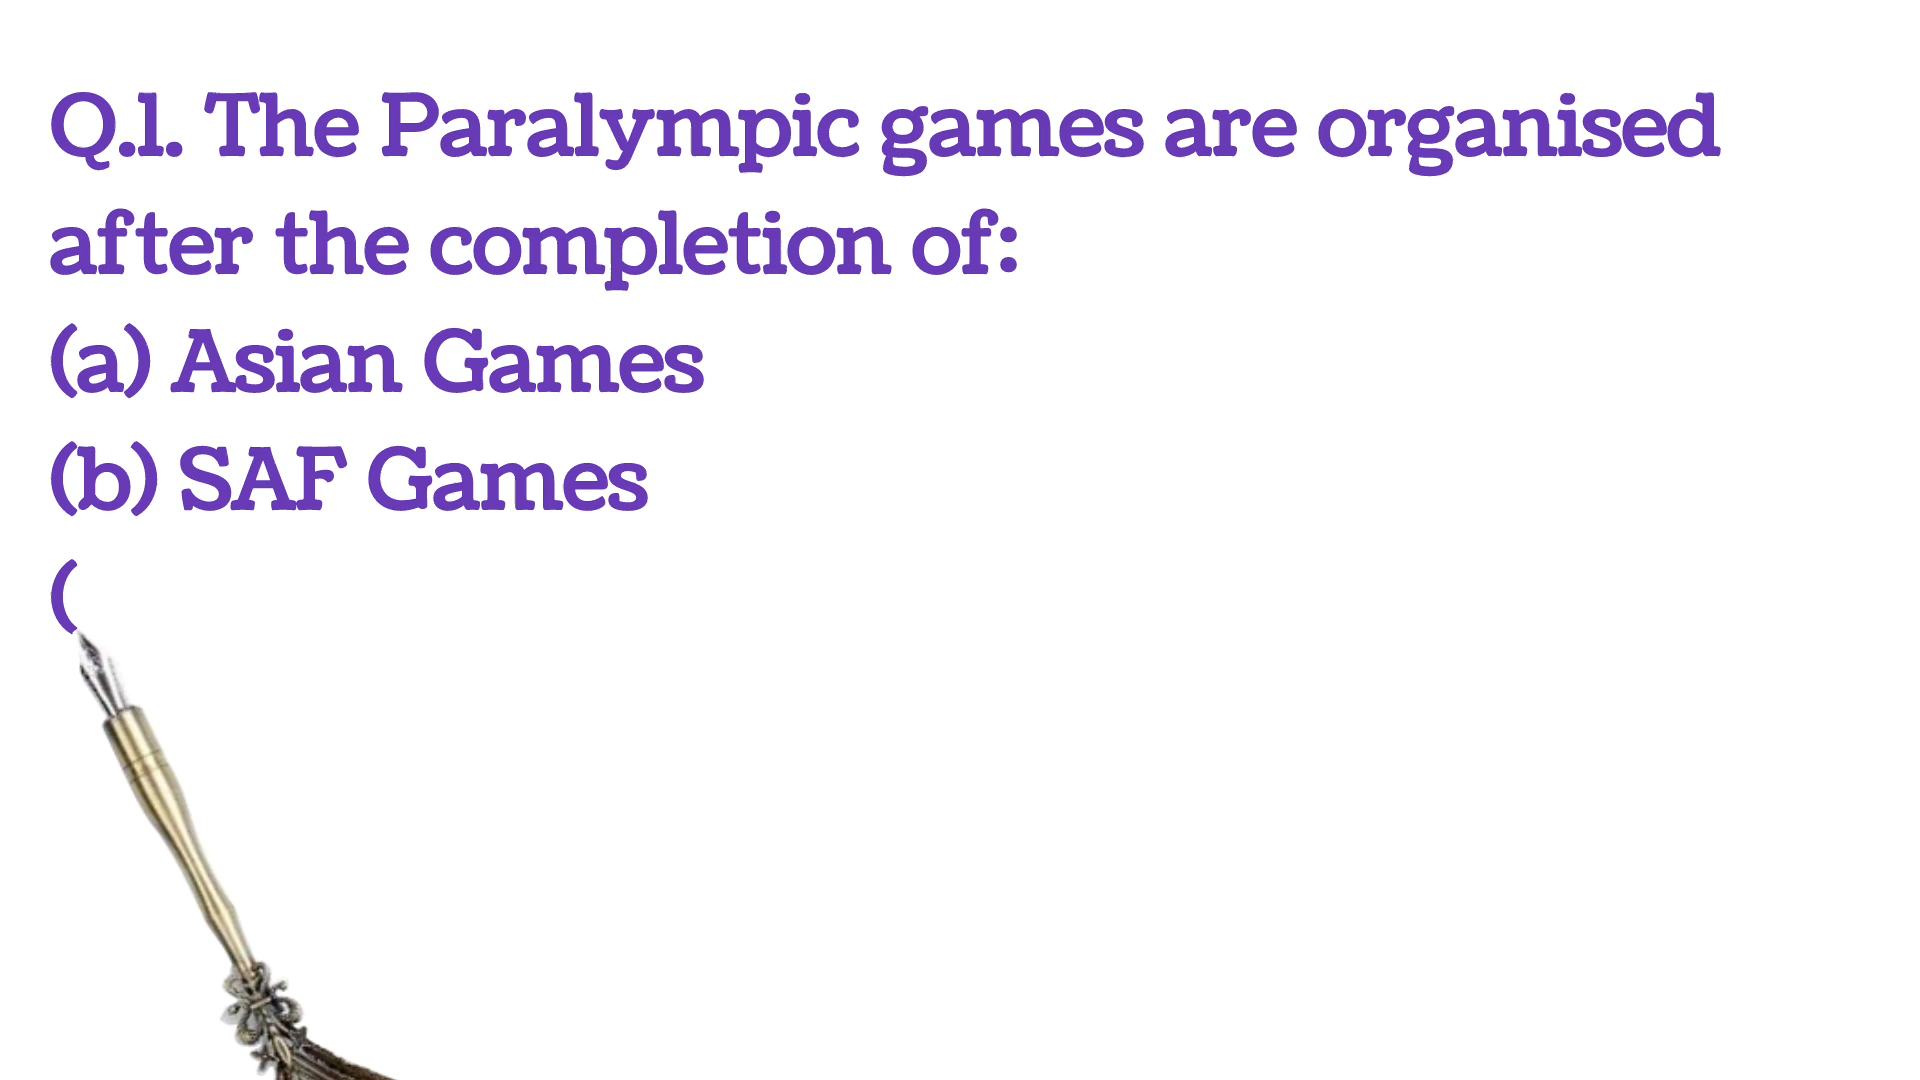 Q.1. The Paralympic games are organised
after the completion of:
(a) Asian Games
(b) SAF Games
(